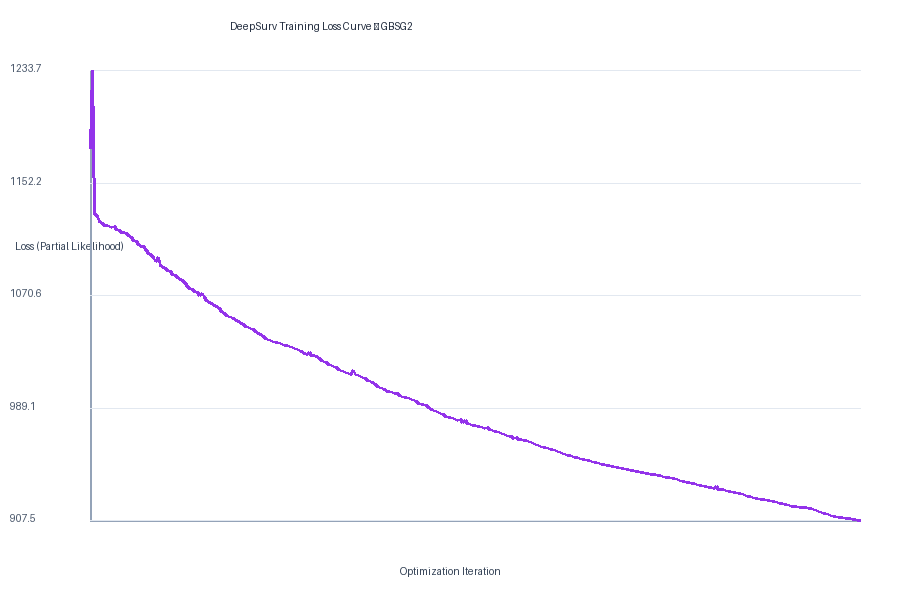 DeepSurv Training Loss Curve ▯ GBSG2
1233.7
1152.2
Loss (Partial Likelihood)
1070.6
989.1
907.5
Optimization Iteration